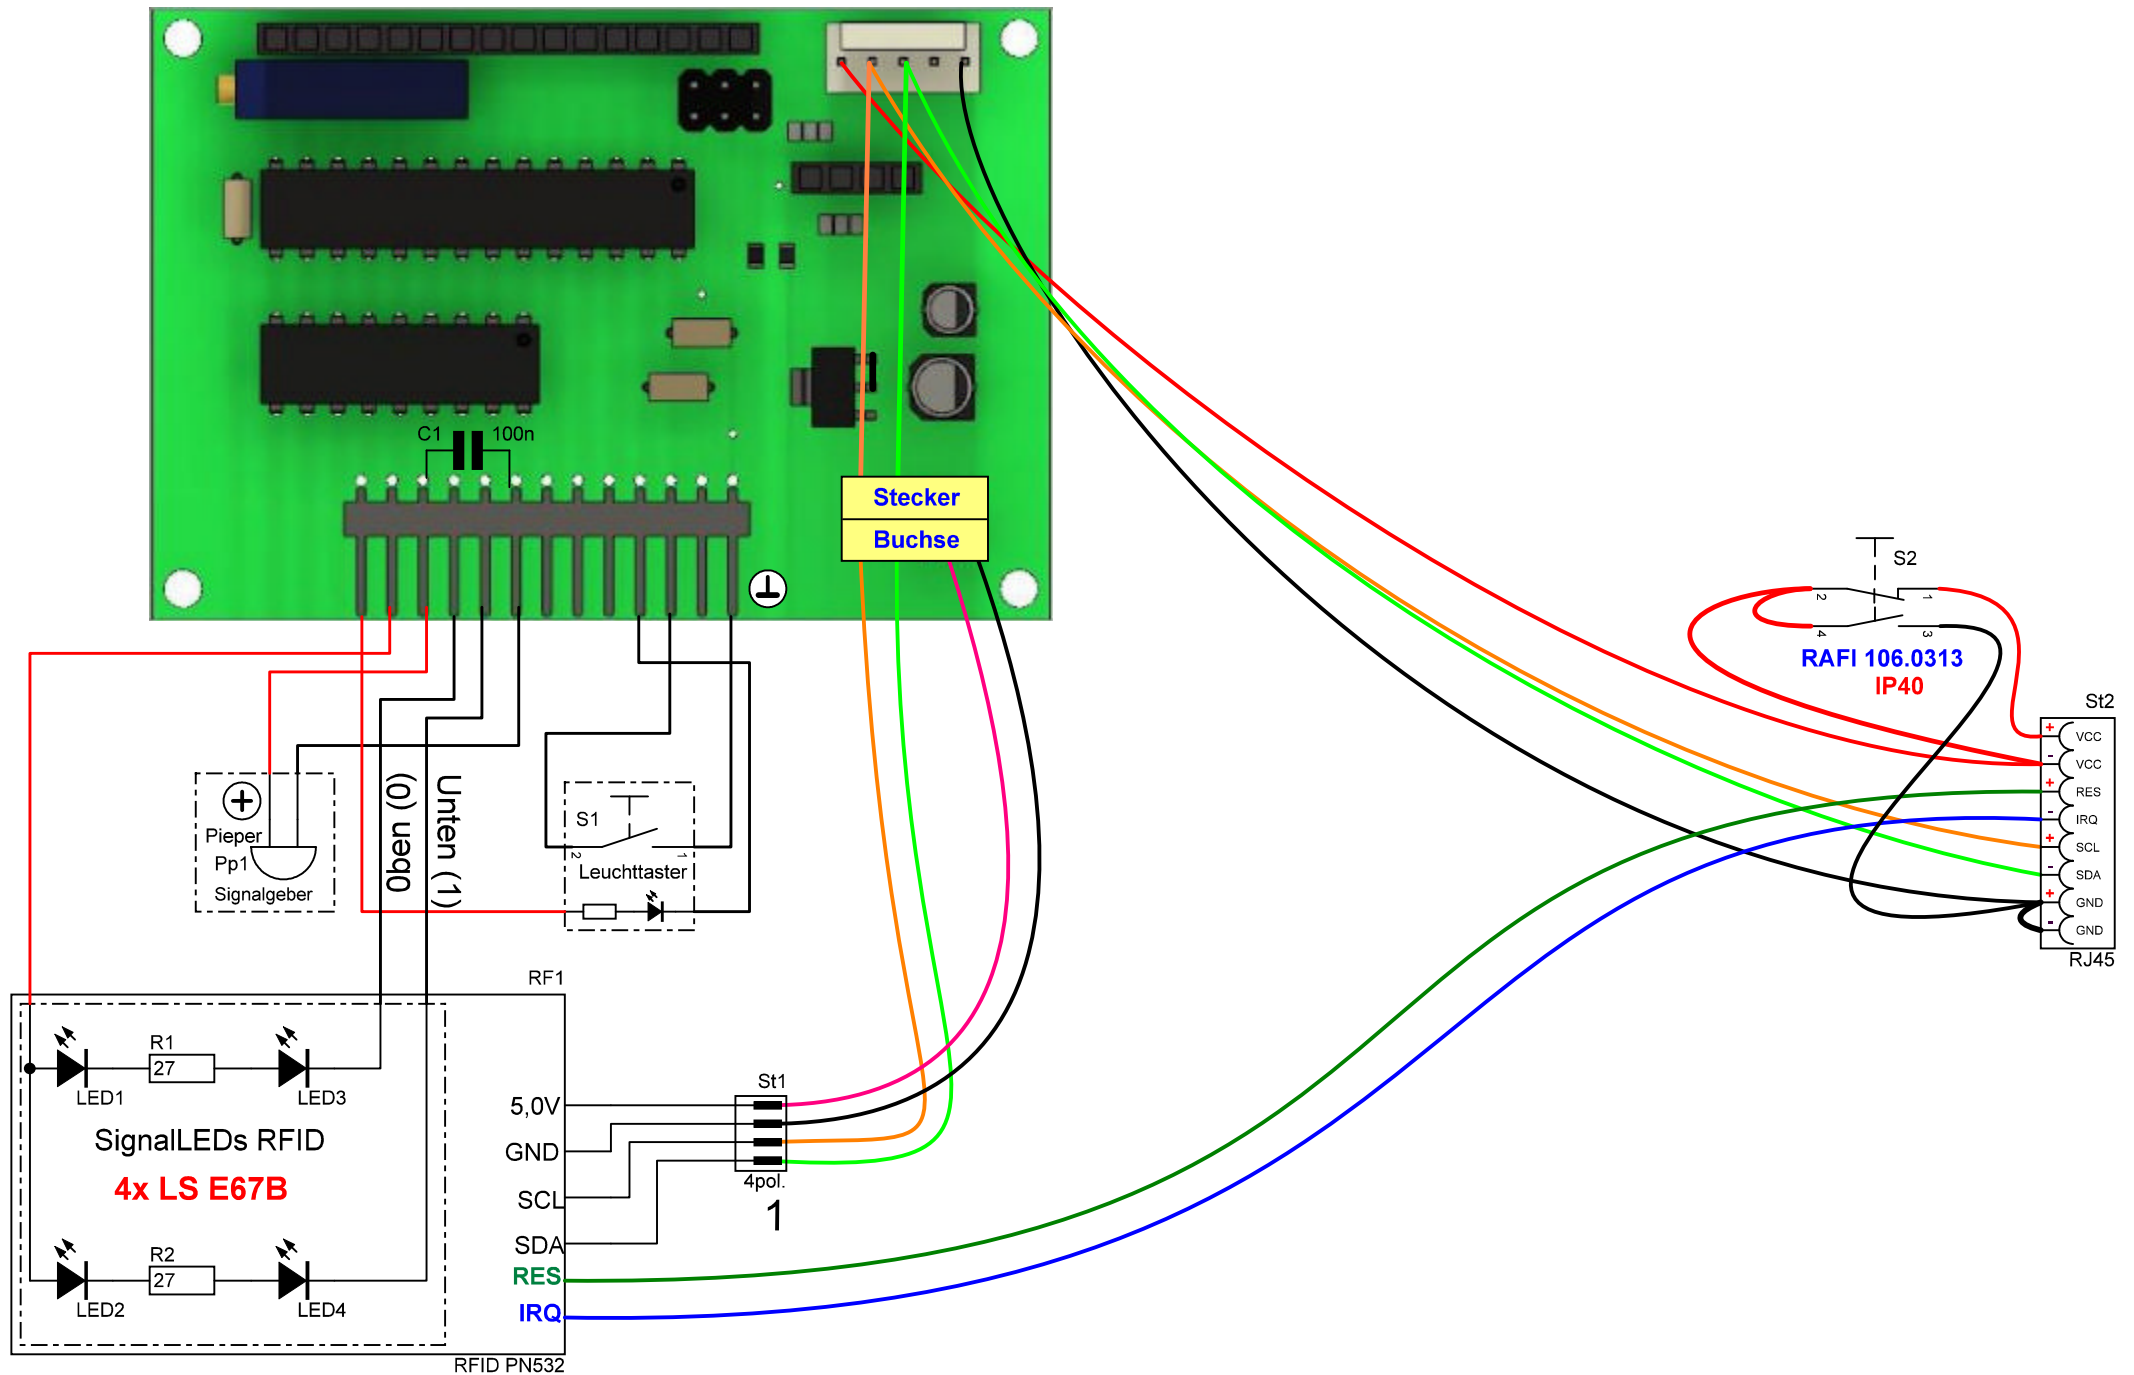 C1 100n
Stecker
Buchse
S2
2 1
4 3
RAFI 106.0313
IP40
St2
+ VCC
- VCC
+ RES
- IRQ
+ SCL
- SDA
+ GND
- GND
RJ45
Pieper
Pp1
Signalgeber
0ben (0)
Unten (1)
S1
2 1
Leuchttaster
RF1
R1
27
LED1 LED3
SignalLEDs RFID
4x LS E67B
R2
27
LED2 LED4
5,0V
GND
SCL
SDA
RES
IRQ
RFID PN532
St1
4pol.
1